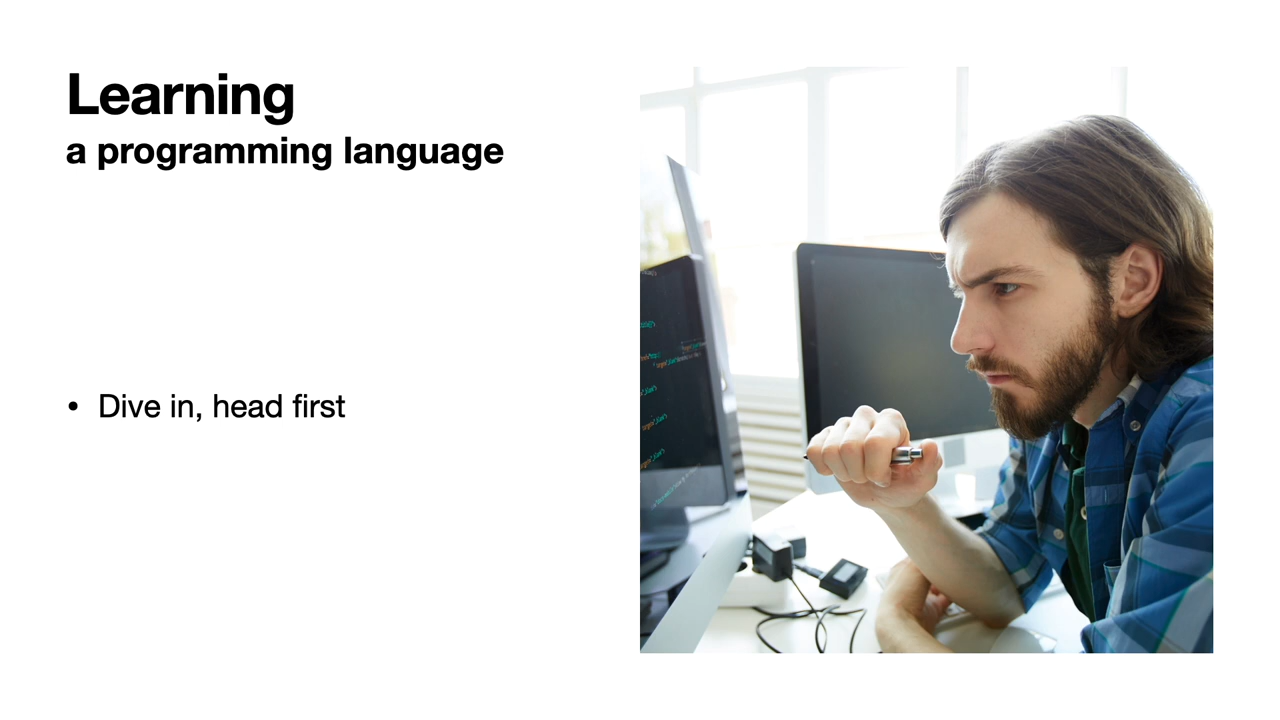 Learning
a programming language
• Dive in, head first